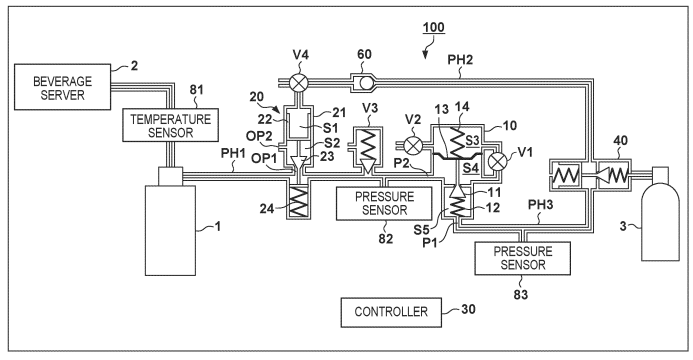 100
2
BEVERAGE
SERVER
81
TEMPERATURE
SENSOR
V4
60
PH2
20
21
22
S1
OP2
S2
23
OP1
PH1
24
V3
V2
13
14
10
S3
S4
V1
P2
11
12
S5
P1
PRESSURE
SENSOR
82
40
PH3
PRESSURE
SENSOR
83
1
3
CONTROLLER
30